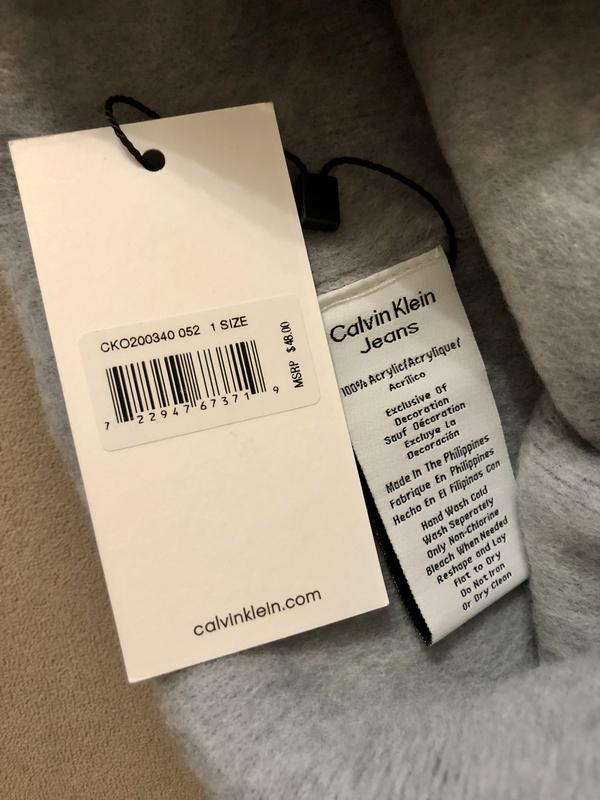 CKO200340 052 1 SIZE
7 22947 67371 9
MSRP $48.00
calvinklein.com
Calvin Klein
Jeans
100% Acrylic/Acrylique/
Acrílico
Exclusive Of
Decoration
Sauf Décoration
Excluye La
Decoración
Made In The Philippines
Fabrique En Philippines
Hecho En El Filipinas Con
Hand Wash Cold
Wash Seperately
Only Non-Chlorine
Bleach When Needed
Reshape and Lay
Flat to Dry
Do Not Iron
Or Dry Clean